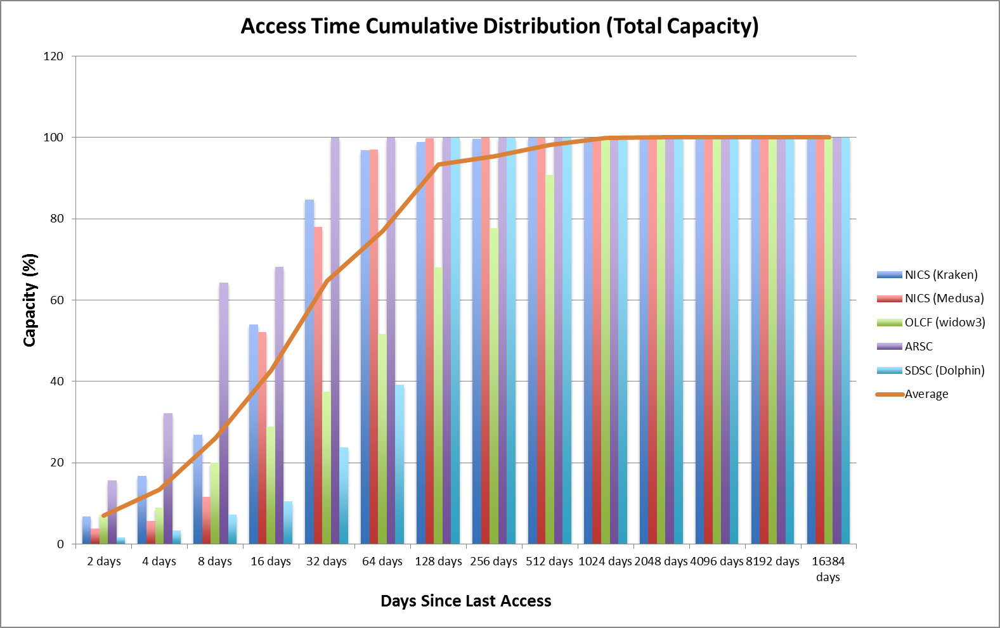 Access Time Cumulative Distribution (Total Capacity)
120
100
80
60
40
20
0
Capacity (%)
2 days 4 days 8 days 16 days 32 days 64 days 128 days 256 days 512 days 1024 days 2048 days 4096 days 8192 days 16384
days
Days Since Last Access
NICS (Kraken)
NICS (Medusa)
OLCF (widow3)
ARSC
SDSC (Dolphin)
Average